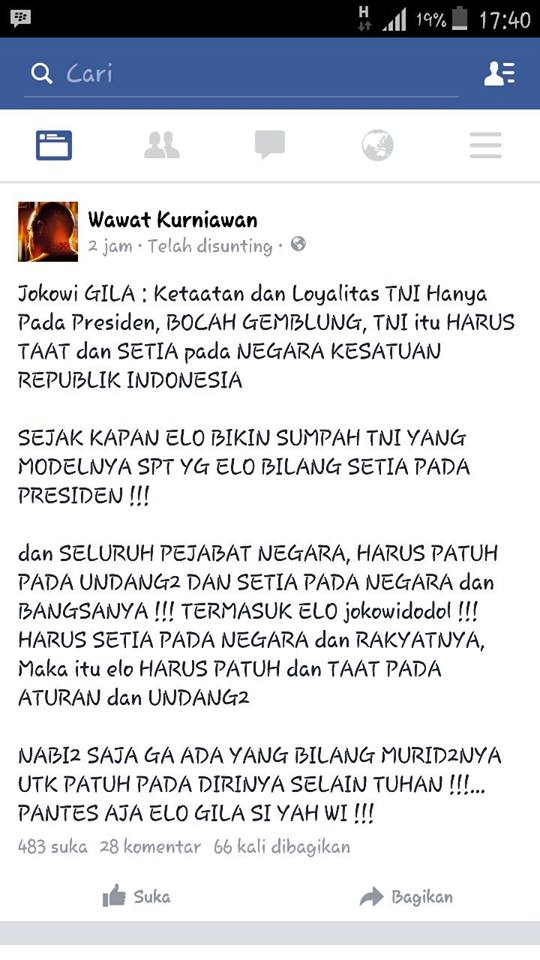 H 19% 17:40
Cari
Wawat Kurniawan
2 jam · Telah disunting ·
Jokowi GILA : Ketaatan dan Loyalitas TNI Hanya
Pada Presiden, BOCAH GEMBLUNG, TNI itu HARUS
TAAT dan SETIA pada NEGARA KESATUAN
REPUBLIK INDONESIA
SEJAK KAPAN ELO BIKIN SUMPAH TNI YANG
MODELNYA SPT YG ELO BILANG SETIA PADA
PRESIDEN !!!
dan SELURUH PEJABAT NEGARA, HARUS PATUH
PADA UNDANG2 DAN SETIA PADA NEGARA dan
BANGSANYA !!! TERMASUK ELO jokowidodol !!!
HARUS SETIA PADA NEGARA dan RAKYATNYA,
Maka itu elo HARUS PATUH dan TAAT PADA
ATURAN dan UNDANG2
NABI2 SAJA GA ADA YANG BILANG MURID2NYA
UTK PATUH PADA DIRINYA SELAIN TUHAN !!!...
PANTES AJA ELO GILA SI YAH WI !!!
483 suka 28 komentar 66 kali dibagikan
Suka Bagikan